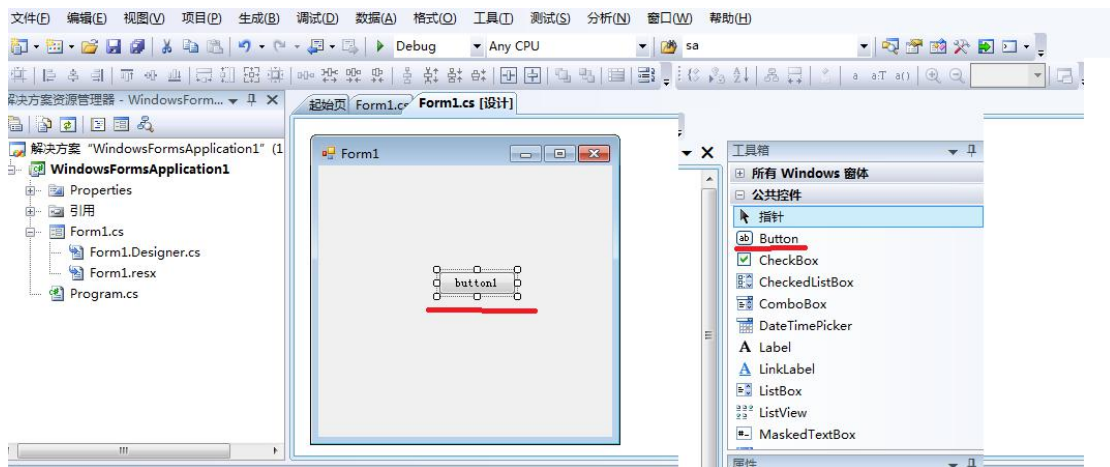 文件(F) 编辑(E) 视图(V) 项目(P) 生成(B) 调试(D) 数据(A) 格式(O) 工具(T) 测试(S) 分析(N) 窗口(W) 帮助(H)
Debug Any CPU sa
解决方案资源管理器 - WindowsForm...
起始页 Form1.cs Form1.cs [设计]
解决方案 "WindowsFormsApplication1" (1
WindowsFormsApplication1
Properties
引用
Form1.cs
Form1.Designer.cs
Form1.resx
Program.cs
Form1
button1
工具箱
所有 Windows 窗体
公共控件
指针
Button
CheckBox
CheckedListBox
ComboBox
DateTimePicker
Label
LinkLabel
ListBox
ListView
MaskedTextBox
属性